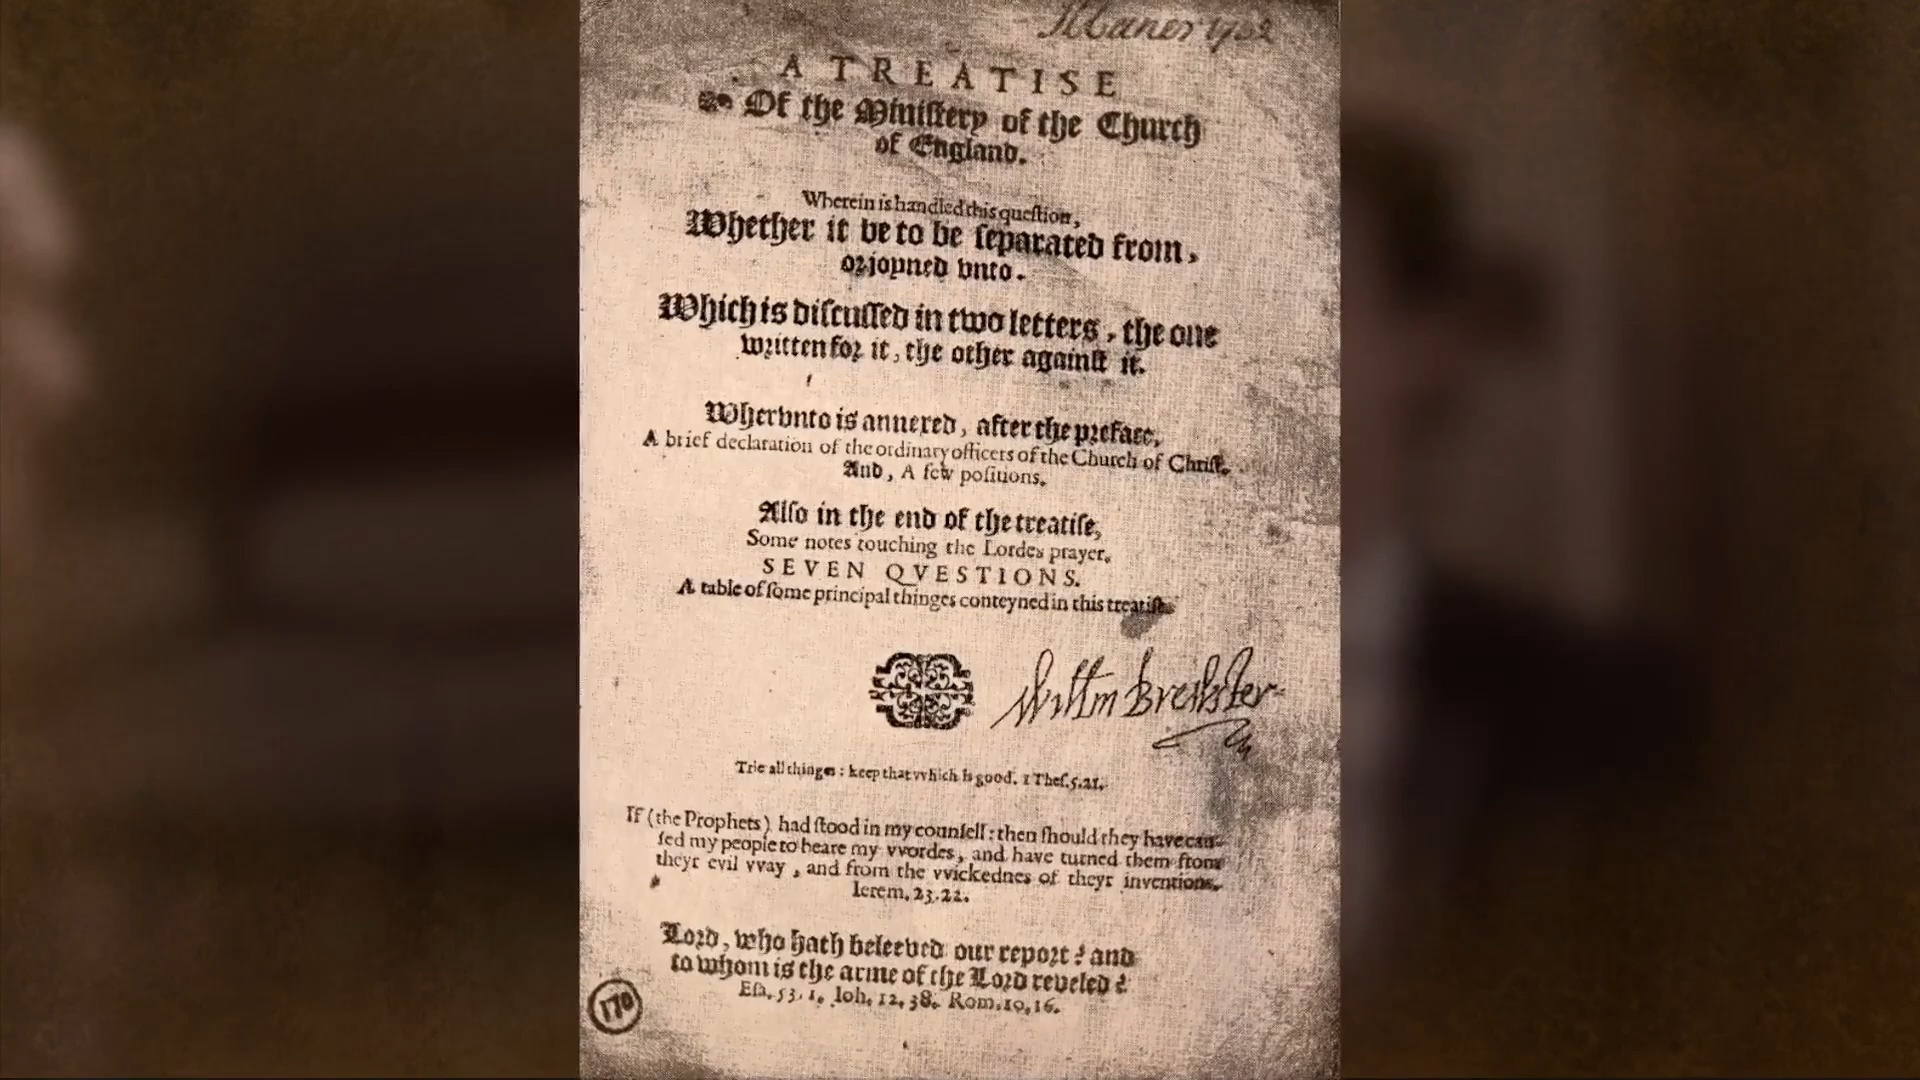 A TREATISE
Of the Miniſtery of the Church
of England.
Wherein is handled this queſtion,
Whether it be to be ſeparated from,
or joyned vnto.
Which is diſcuſſed in two letters, the one
written for it, the other againſt it.
Whervnto is annexed, after the preface,
A brief declaration of the ordinary officers of the Church of Chriſt.
And, A few poſitions.
Alſo in the end of the treatiſe,
Some notes touching the Lordes prayer.
SEVEN QVESTIONS.
A table of ſome principal thinges conteyned in this treatiſe.
Willm Brewster
Trie all thinges: keep that vvhich is good. 1 Theſ. 5.21.
If (the Prophets) had ſtood in my counſell: then ſhould they have cau-
ſed my people to heare my vvordes, and have turned them from
theyr evil vvay, and from the vvickednes of theyr inventions.
Ierem. 23.22.
Lord, who hath beleeved our report? and
to whom is the arme of the Lord reveled?
Eſa. 53.1. Ioh. 12,38. Rom. 10,16.
170